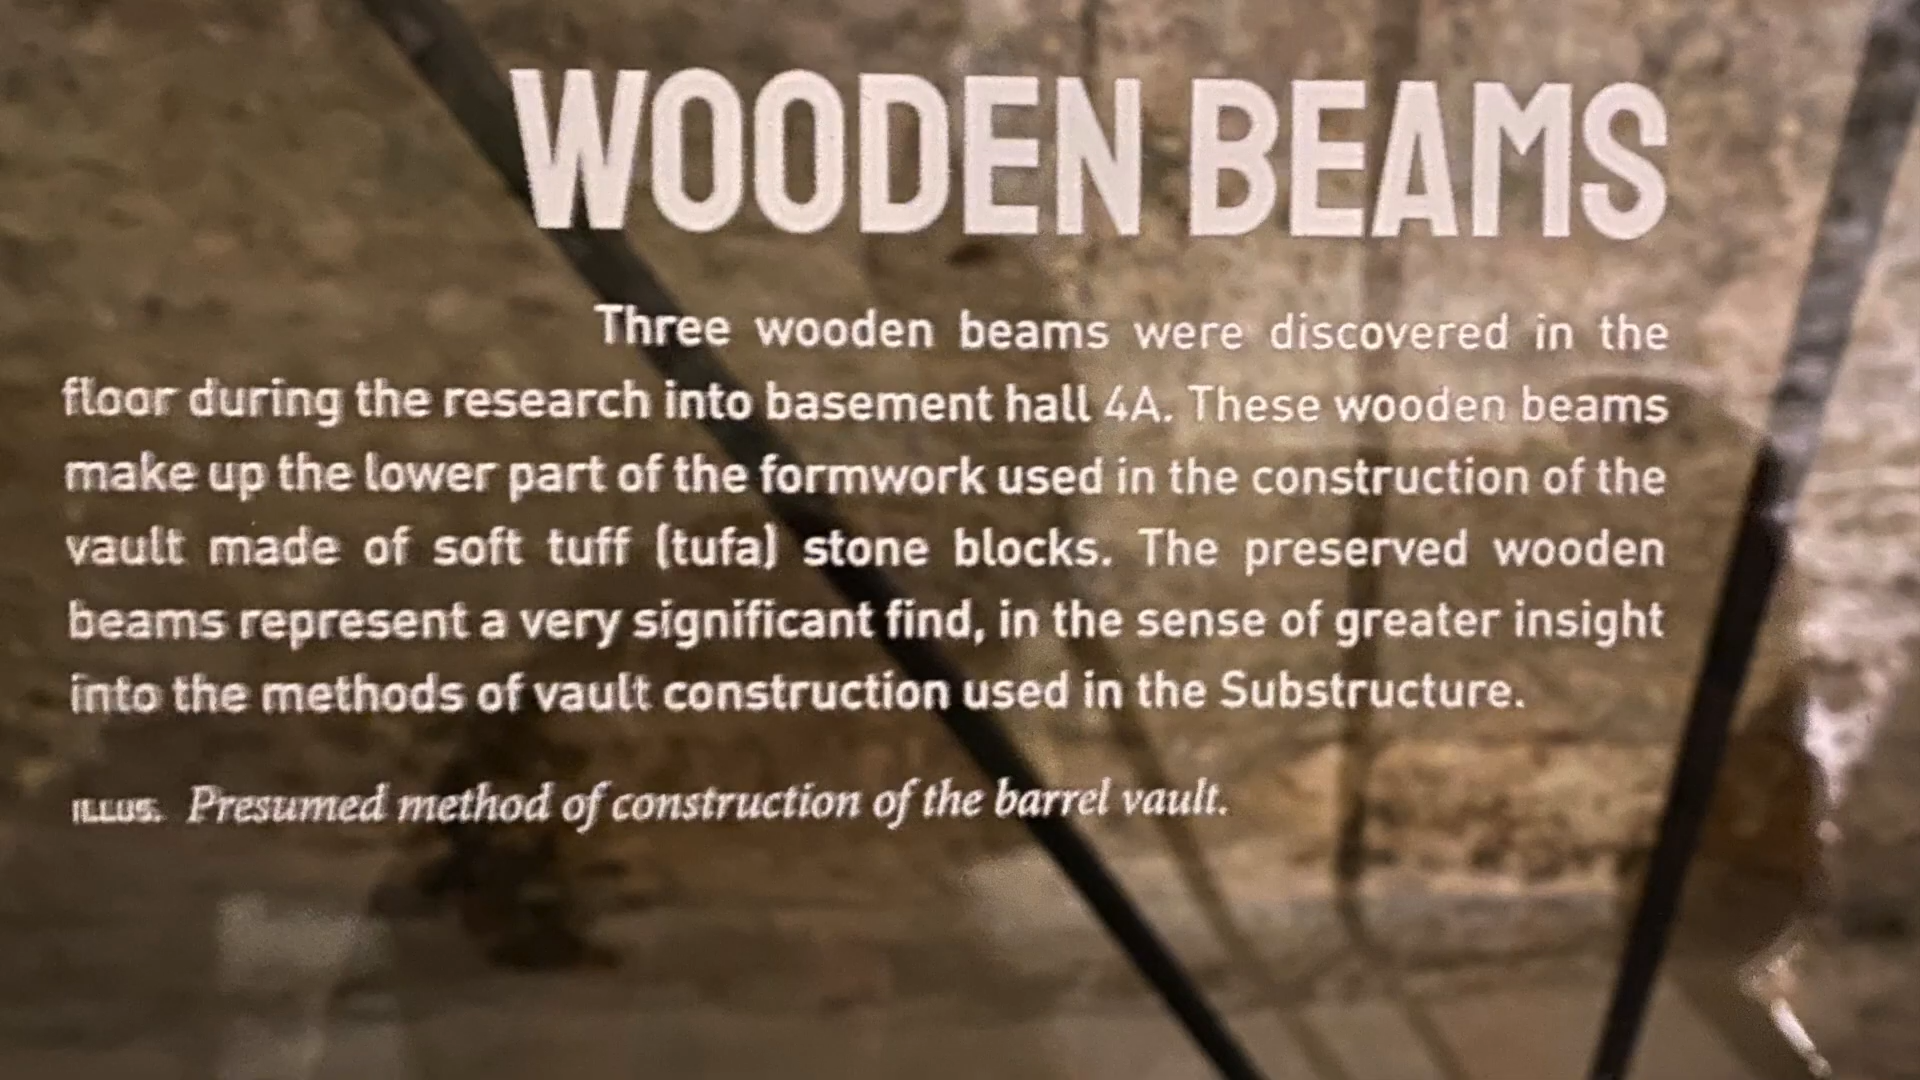 WOODEN BEAMS
Three wooden beams were discovered in the
floor during the research into basement hall 4A. These wooden beams
make up the lower part of the formwork used in the construction of the
vault made of soft tuff (tufa) stone blocks. The preserved wooden
beams represent a very significant find, in the sense of greater insight
into the methods of vault construction used in the Substructure.
ILLUS. Presumed method of construction of the barrel vault.